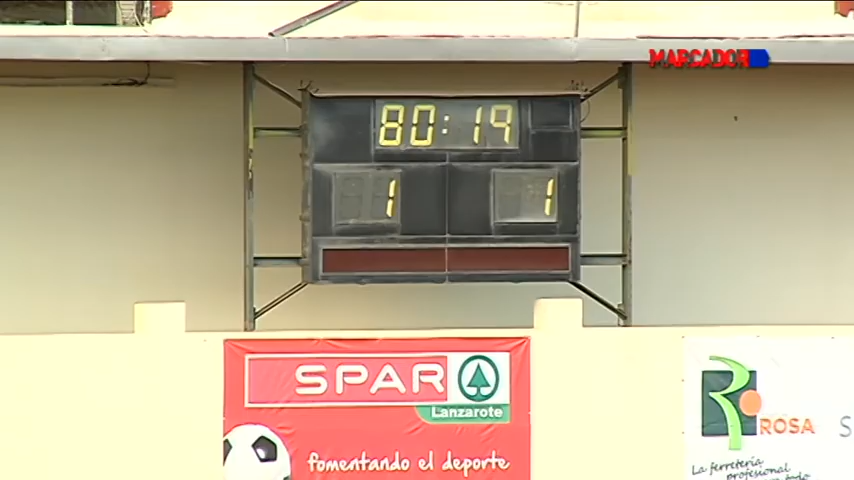 MARCADOR
80:19
1 1
SPAR
Lanzarote
fomentando el deporte
R
ROSA
S
La ferretería
profesional